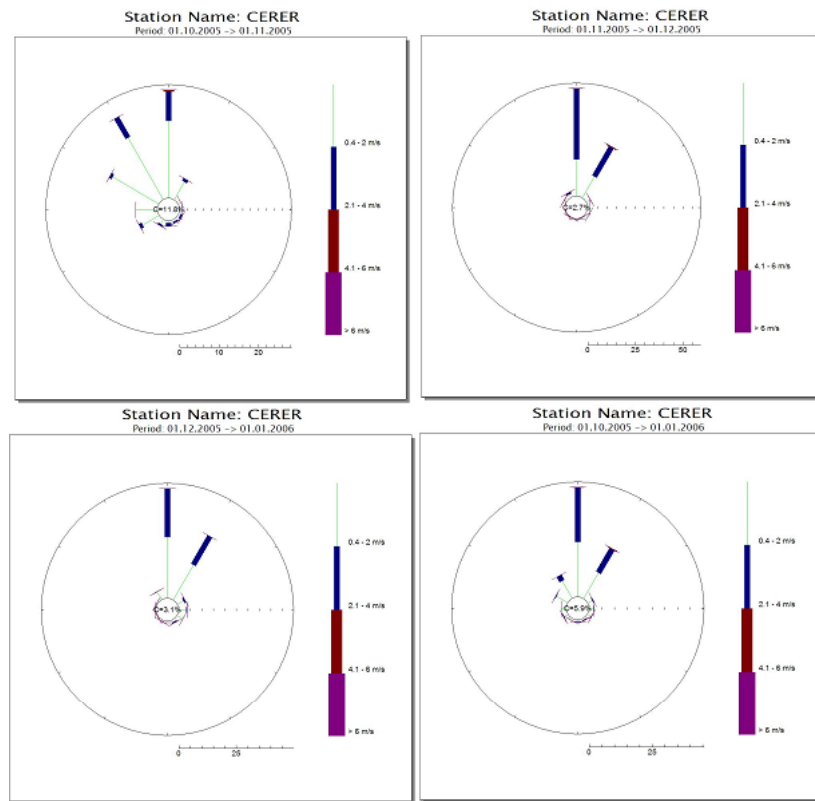 Station Name: CERER
Period: 01.10.2005 -> 01.11.2005
C=11.8%
0.4 - 2 m/s
2.1 - 4 m/s
4.1 - 6 m/s
> 6 m/s
0 10 20
Station Name: CERER
Period: 01.11.2005 -> 01.12.2005
C=2.7%
0.4 - 2 m/s
2.1 - 4 m/s
4.1 - 6 m/s
> 6 m/s
0 25 50
Station Name: CERER
Period: 01.12.2005 -> 01.01.2006
C=3.1%
0.4 - 2 m/s
2.1 - 4 m/s
4.1 - 6 m/s
> 6 m/s
0 25
Station Name: CERER
Period: 01.10.2005 -> 01.01.2006
C=5.9%
0.4 - 2 m/s
2.1 - 4 m/s
4.1 - 6 m/s
> 6 m/s
0 25